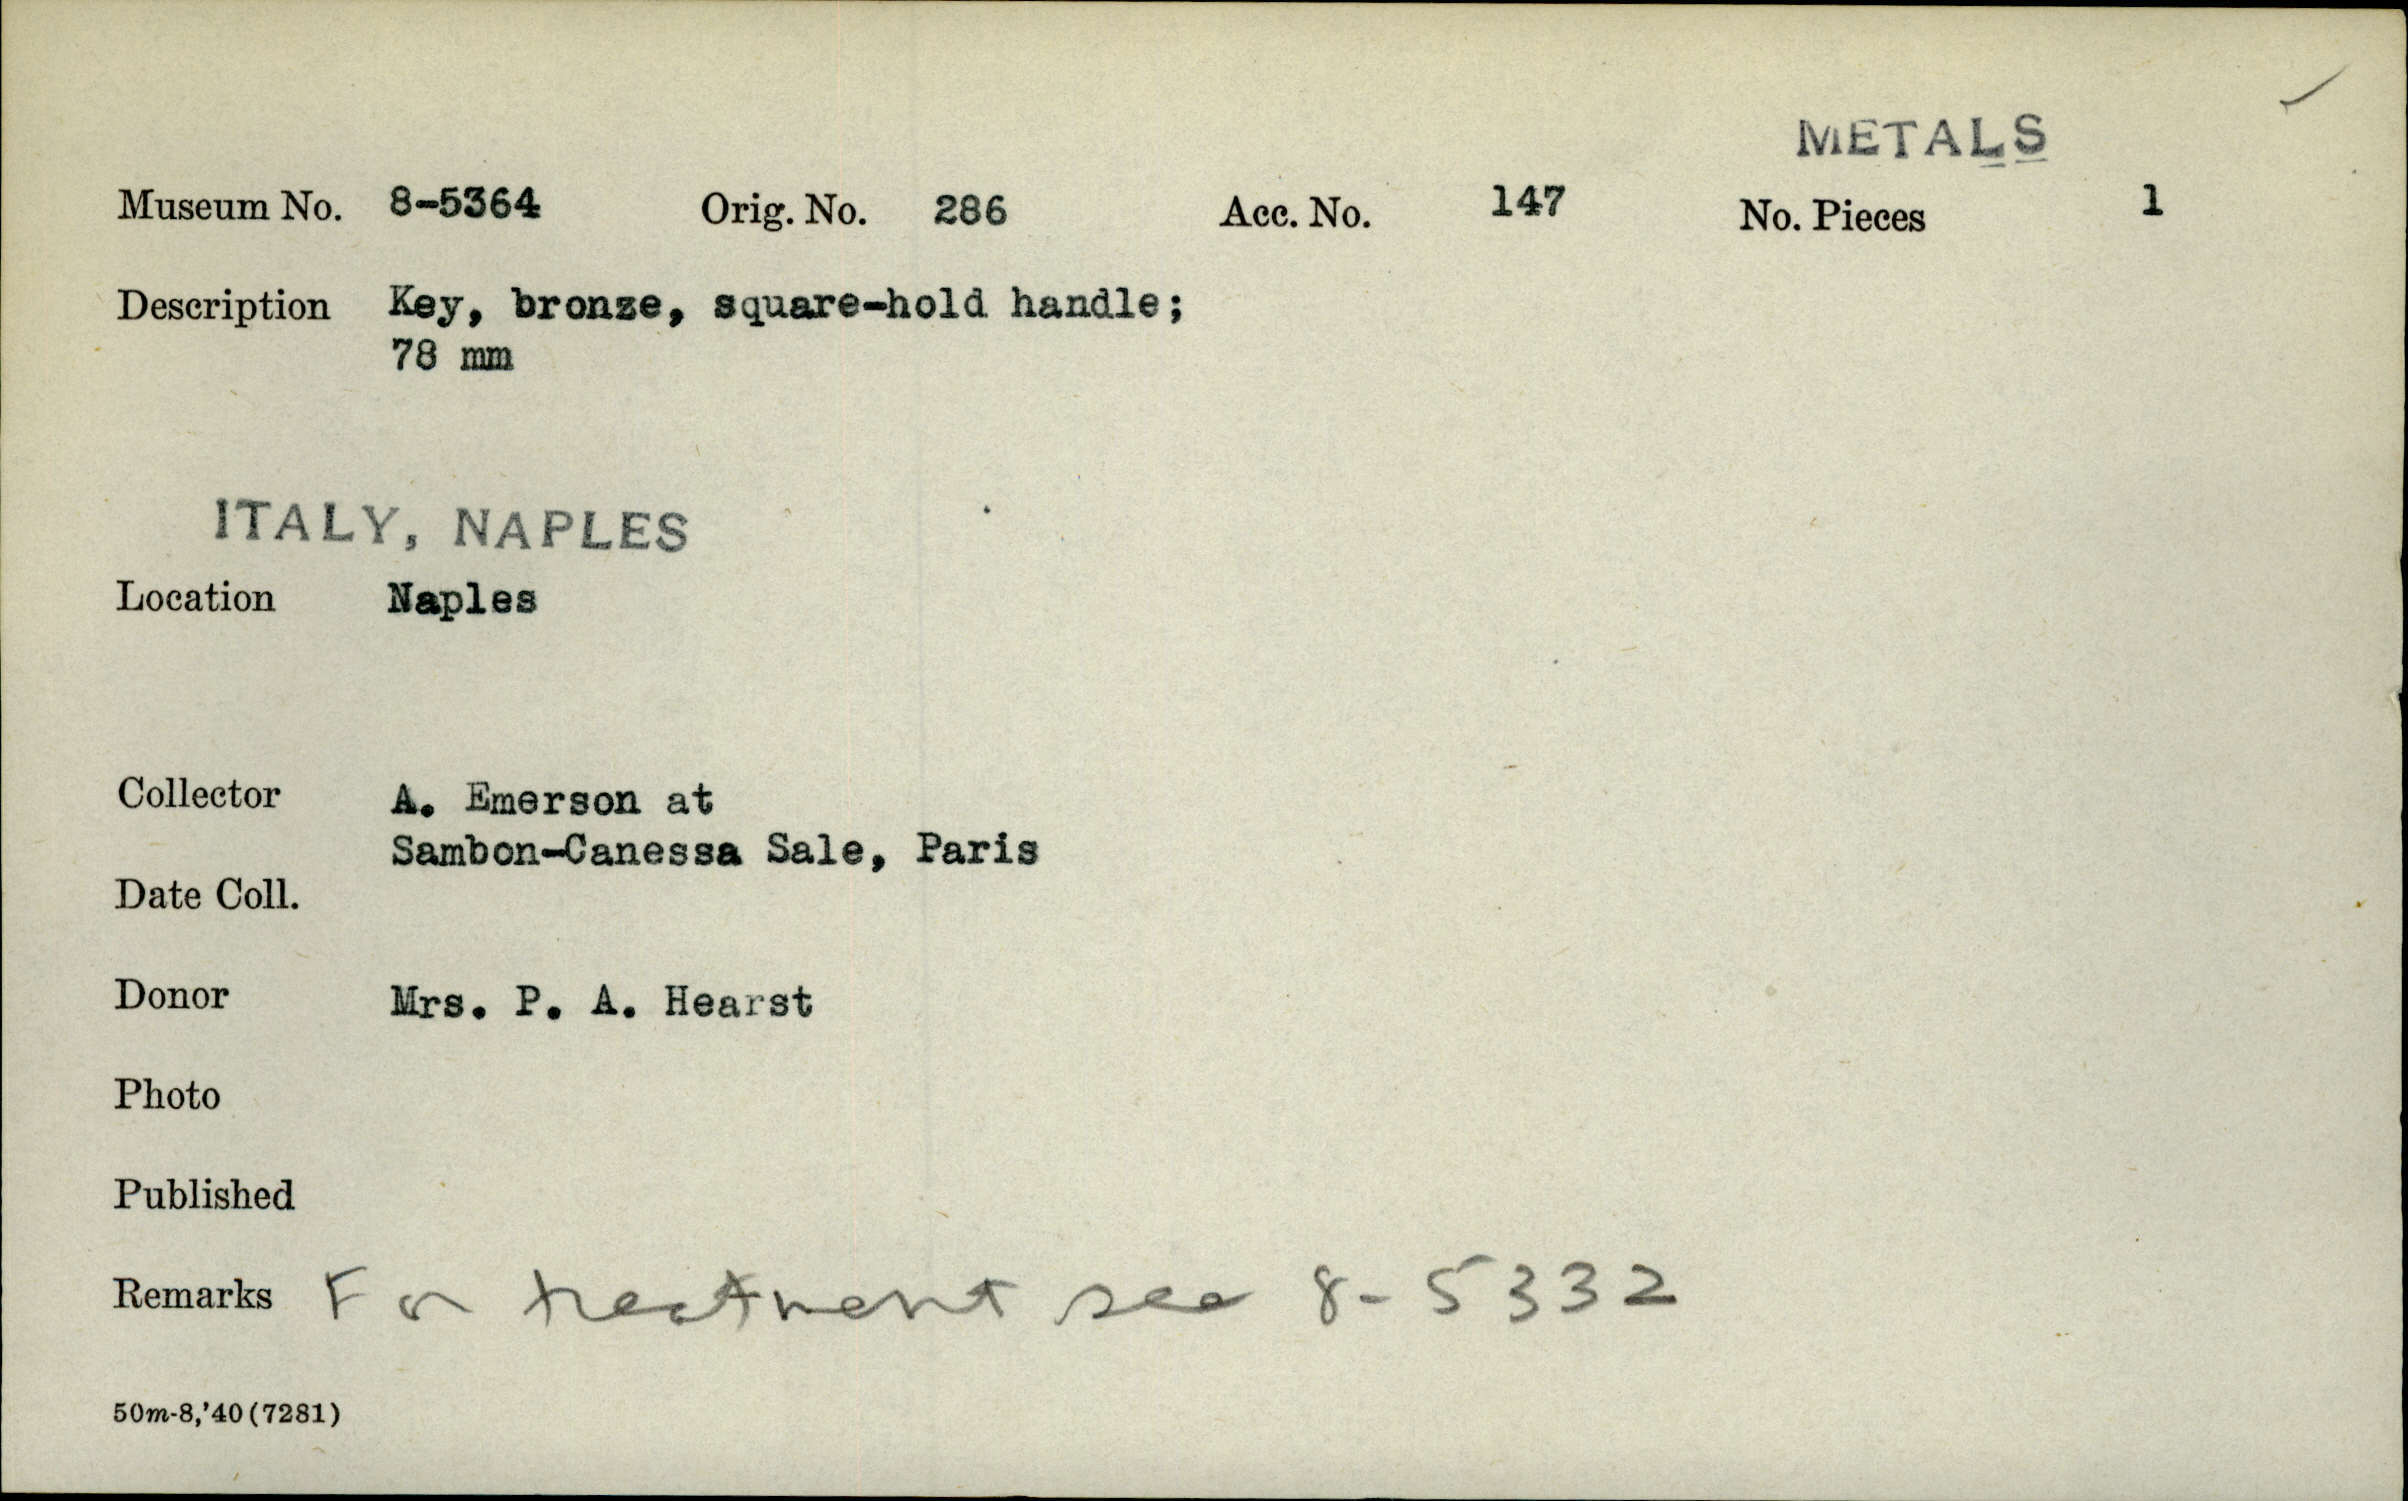 METALS
Museum No. 8-5364 Orig. No. 286 Acc. No. 147 No. Pieces 1
Description Key, bronze, square-hold handle;
78 mm
ITALY, NAPLES
Location Naples
Collector A. Emerson at
Sambon-Canessa Sale, Paris
Date Coll.
Donor Mrs. P. A. Hearst
Photo
Published
Remarks For treatment see 8-5332
50m-8,'40(7281)